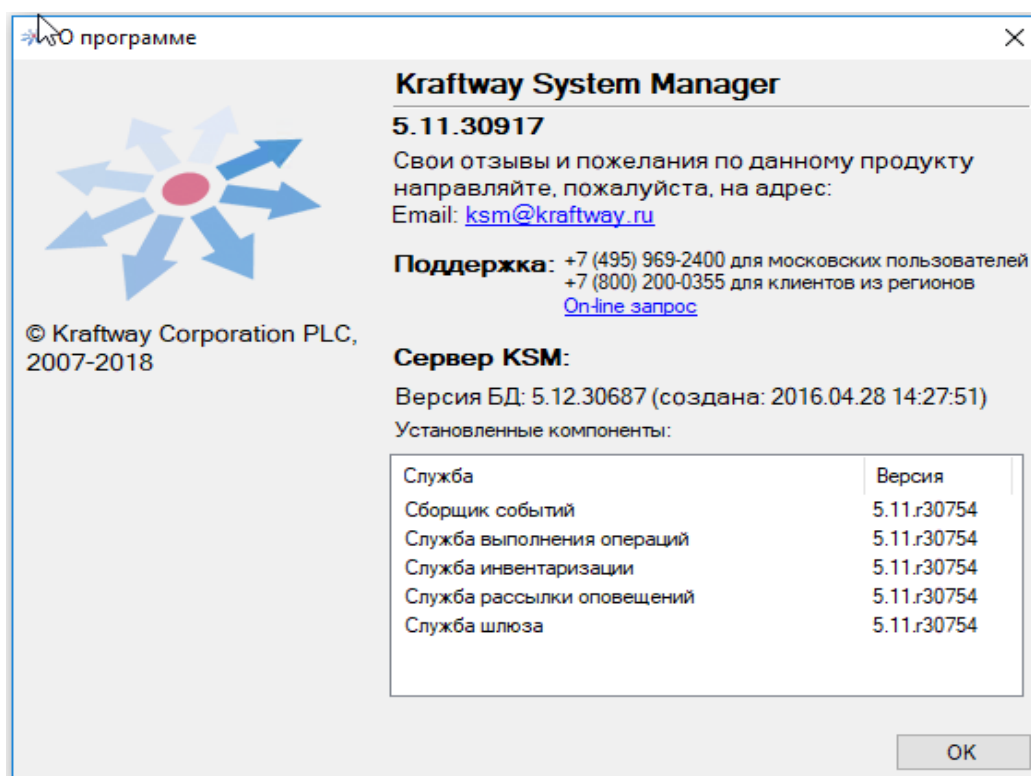 О программе
Kraftway System Manager
5.11.30917
Свои отзывы и пожелания по данному продукту
направляйте, пожалуйста, на адрес:
Email: ksm@kraftway.ru
Поддержка: +7 (495) 969-2400 для московских пользователей
+7 (800) 200-0355 для клиентов из регионов
On-line запрос
© Kraftway Corporation PLC,
2007-2018
Сервер KSM:
Версия БД: 5.12.30687 (создана: 2016.04.28 14:27:51)
Установленные компоненты:
Служба Версия
Сборщик событий 5.11.r30754
Служба выполнения операций 5.11.r30754
Служба инвентаризации 5.11.r30754
Служба рассылки оповещений 5.11.r30754
Служба шлюза 5.11.r30754
OK